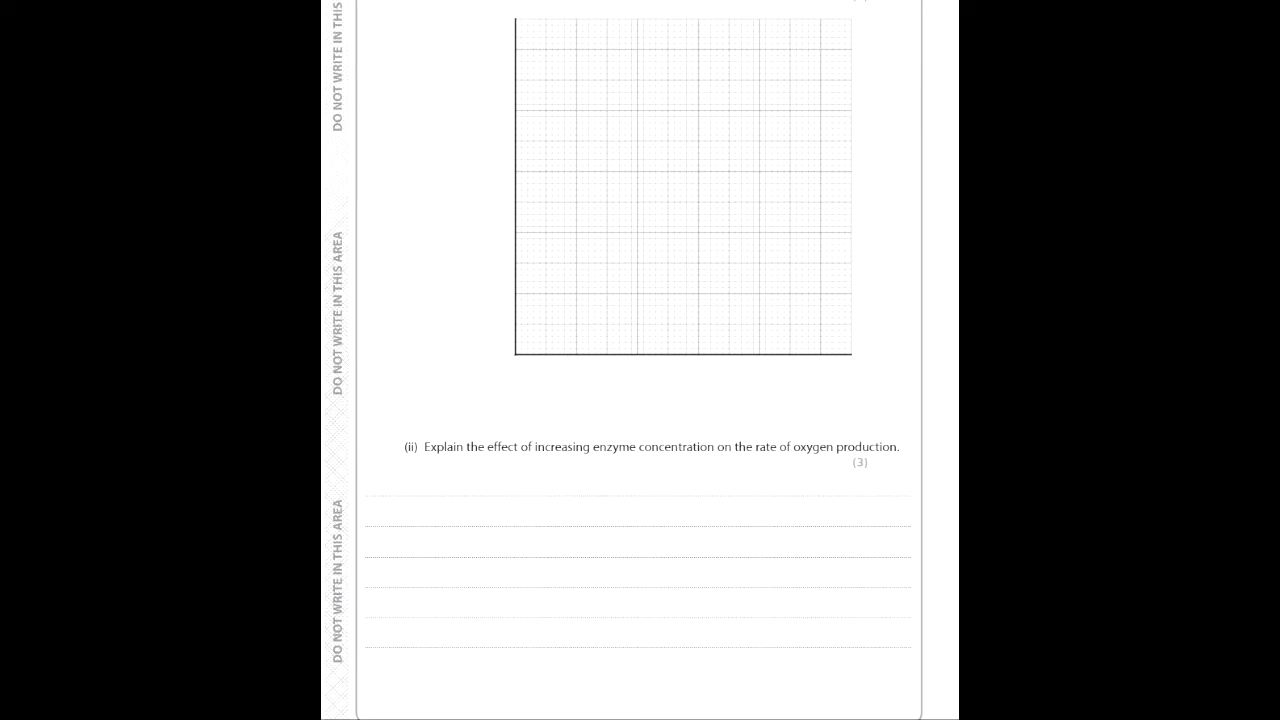 DO NOT WRITE IN THIS
DO NOT WRITE IN THIS AREA
DO NOT WRITE IN THIS AREA
(ii) Explain the effect of increasing enzyme concentration on the rate of oxygen production.
(3)